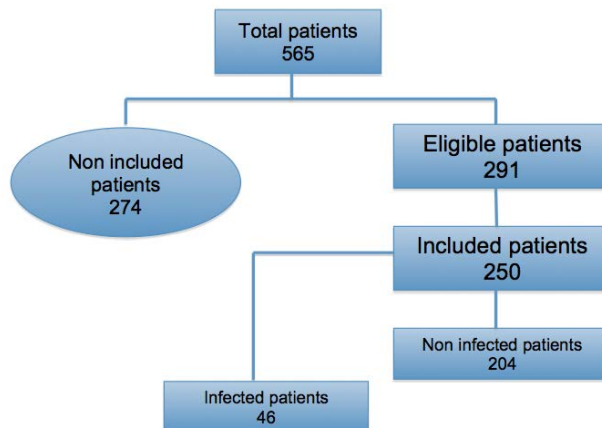 Total patients
565
Non included
patients
274
Eligible patients
291
Included patients
250
Non infected patients
204
Infected patients
46